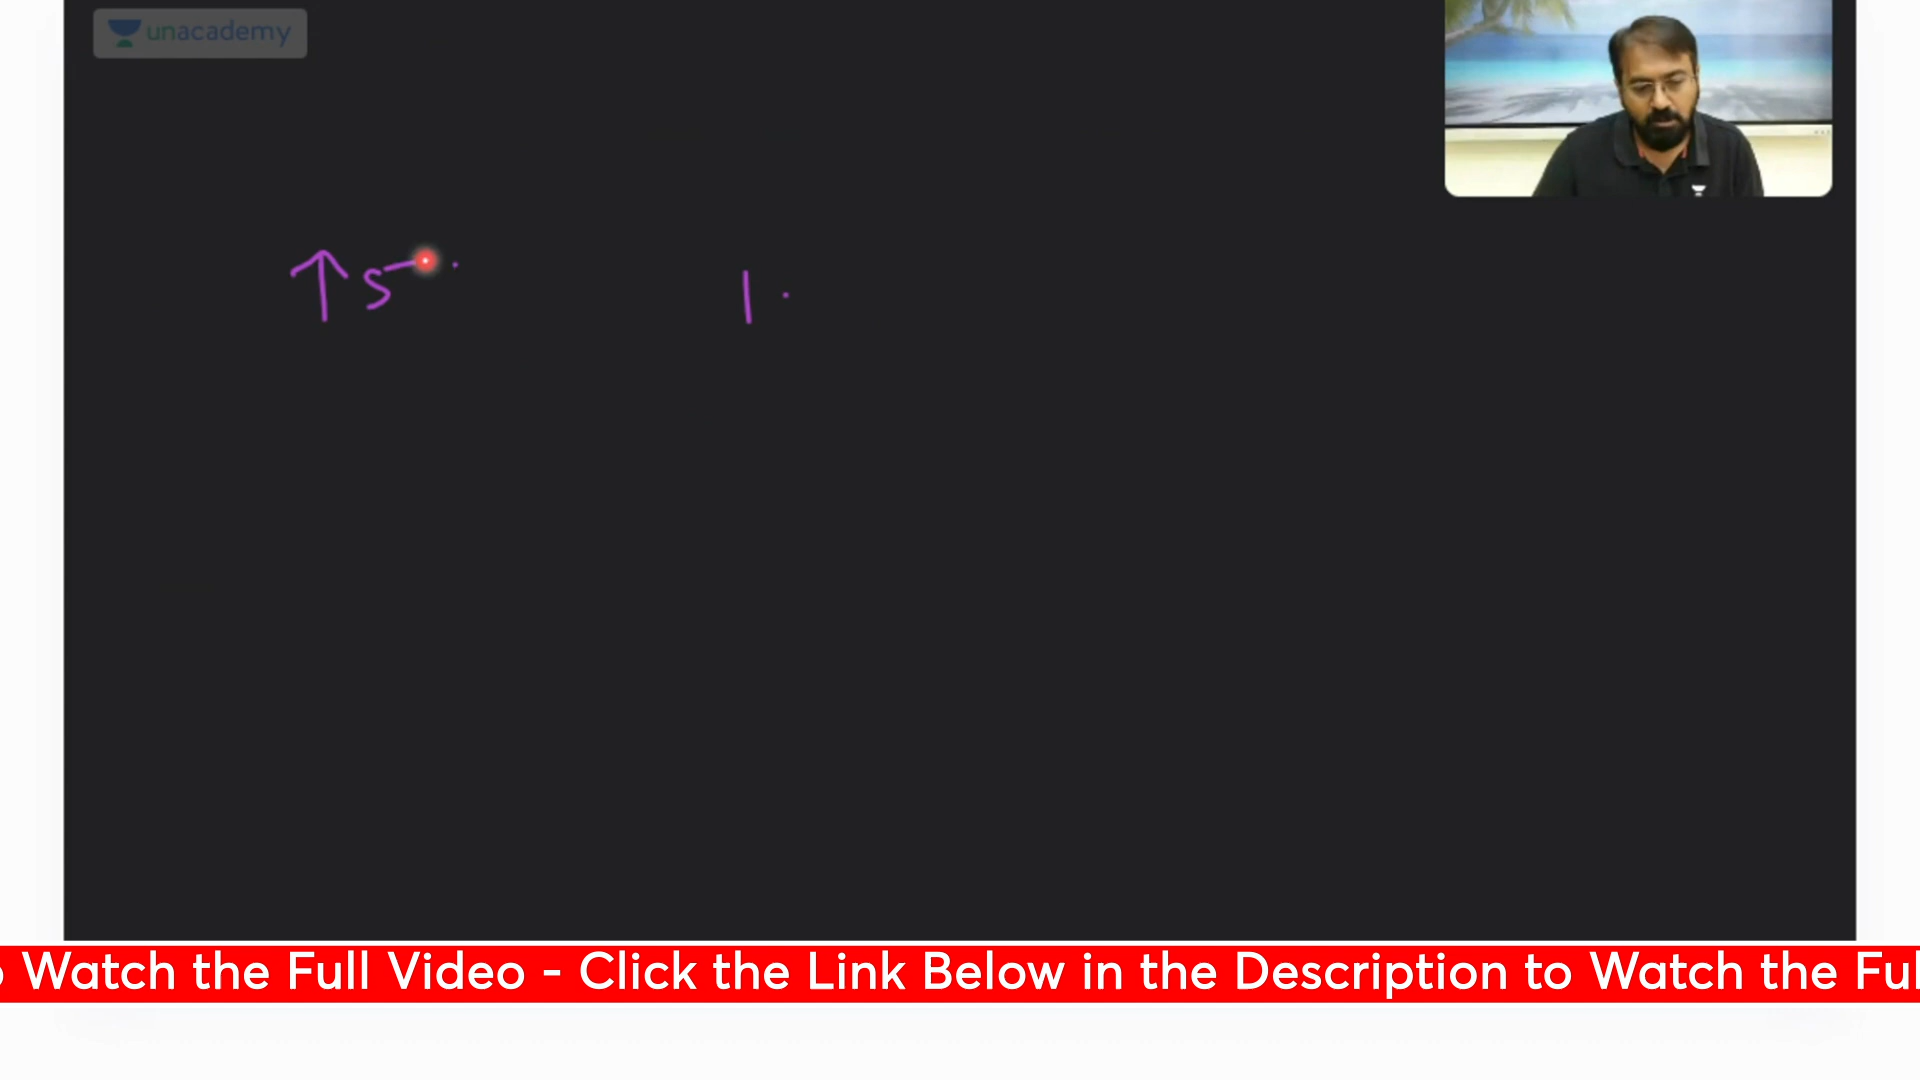 unacademy
↑ s
1 .
Watch the Full Video - Click the Link Below in the Description to Watch the Ful